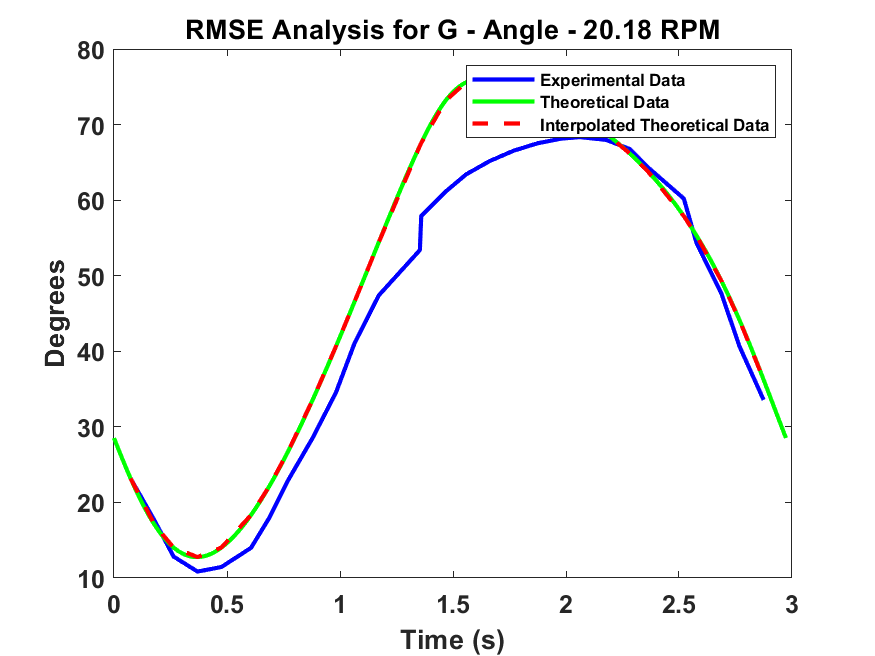 RMSE Analysis for G - Angle - 20.18 RPM
80
70
60
50
40
30
20
10
Degrees
Experimental Data
Theoretical Data
Interpolated Theoretical Data
0 0.5 1 1.5 2 2.5 3
Time (s)